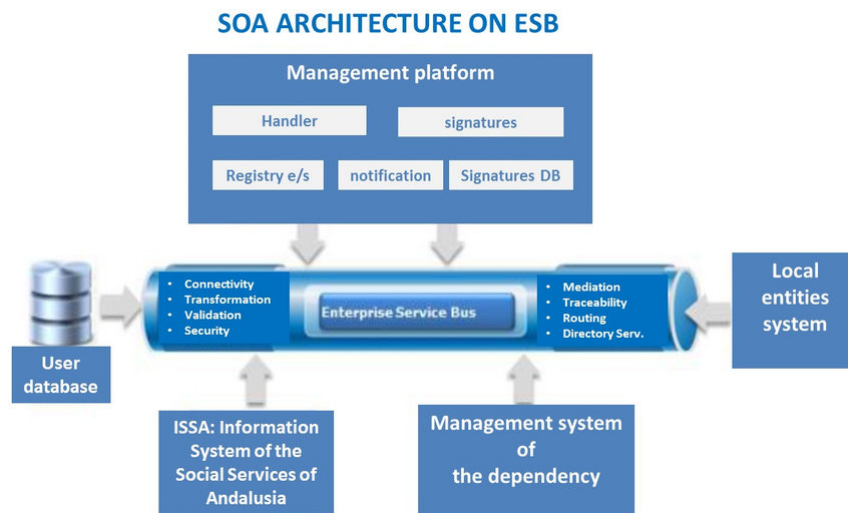 SOA ARCHITECTURE ON ESB
Management platform
Handler
signatures
Registry e/s
notification
Signatures DB
• Connectivity
• Transformation
• Validation
• Security
Enterprise Service Bus
• Mediation
• Traceability
• Routing
• Directory Serv.
Local
entities
system
User
database
ISSA: Information
System of the
Social Services of
Andalusia
Management system
of
the dependency